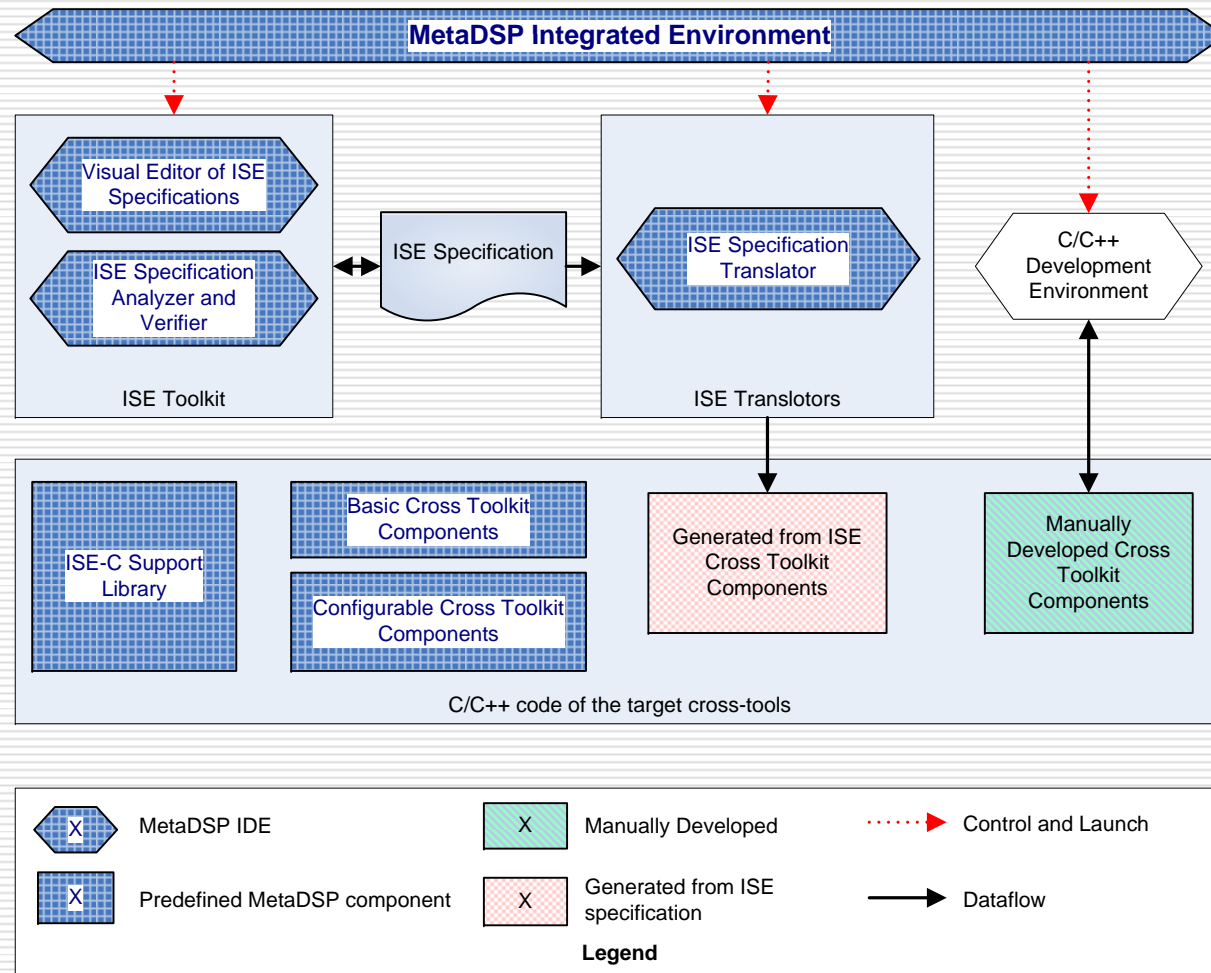 MetaDSP Integrated Environment
Visual Editor of ISE
Specifications
ISE Specification
Analyzer and
Verifier
ISE Toolkit
ISE Specification
ISE Specification
Translator
ISE Translotors
C/C++
Development
Environment
ISE-C Support
Library
Basic Cross Toolkit
Components
Configurable Cross Toolkit
Components
Generated from ISE
Cross Toolkit
Components
Manually
Developed Cross
Toolkit
Components
C/C++ code of the target cross-tools
X
MetaDSP IDE
X
Manually Developed
Control and Launch
X
Predefined MetaDSP component
X
Generated from ISE
specification
Dataflow
Legend